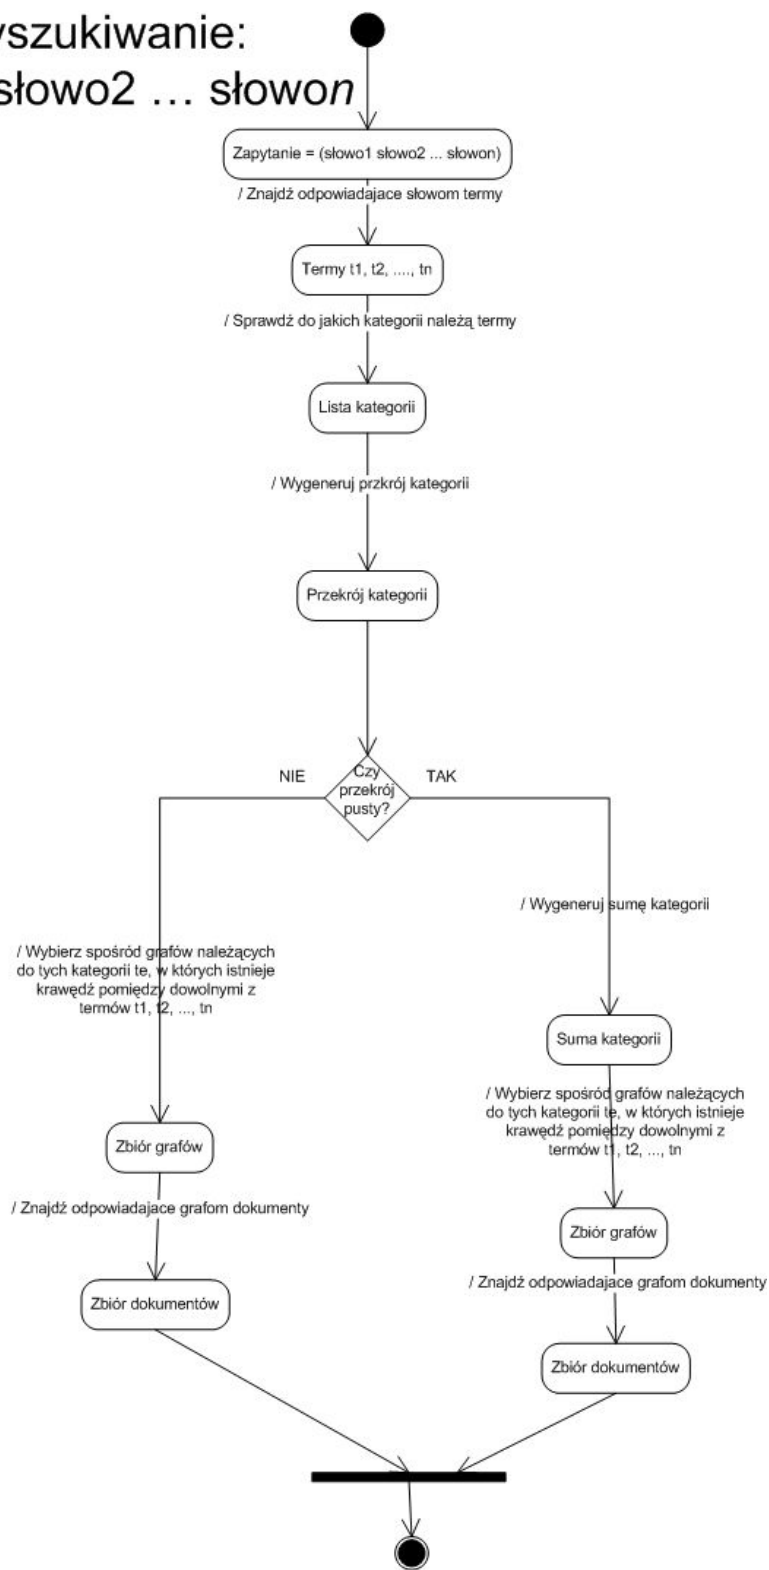 yszukiwanie:
słowo2 ... słowon
Zapytanie = (słowo1 słowo2 ... słowon)
/ Znajdź odpowiadajace słowom termy
Termy t1, t2, ...., tn
/ Sprawdź do jakich kategorii należą termy
Lista kategorii
/ Wygeneruj przkrój kategorii
Przekrój kategorii
Czy
przekrój
pusty?
NIE
TAK
/ Wybierz spośród grafów należących
do tych kategorii te, w których istnieje
krawędź pomiędzy dowolnymi z
termów t1, t2, ..., tn
Zbiór grafów
/ Znajdź odpowiadajace grafom dokumenty
Zbiór dokumentów
/ Wygeneruj sumę kategorii
Suma kategorii
/ Wybierz spośród grafów należących
do tych kategorii te, w których istnieje
krawędź pomiędzy dowolnymi z
termów t1, t2, ..., tn
Zbiór grafów
/ Znajdź odpowiadajace grafom dokumenty
Zbiór dokumentów